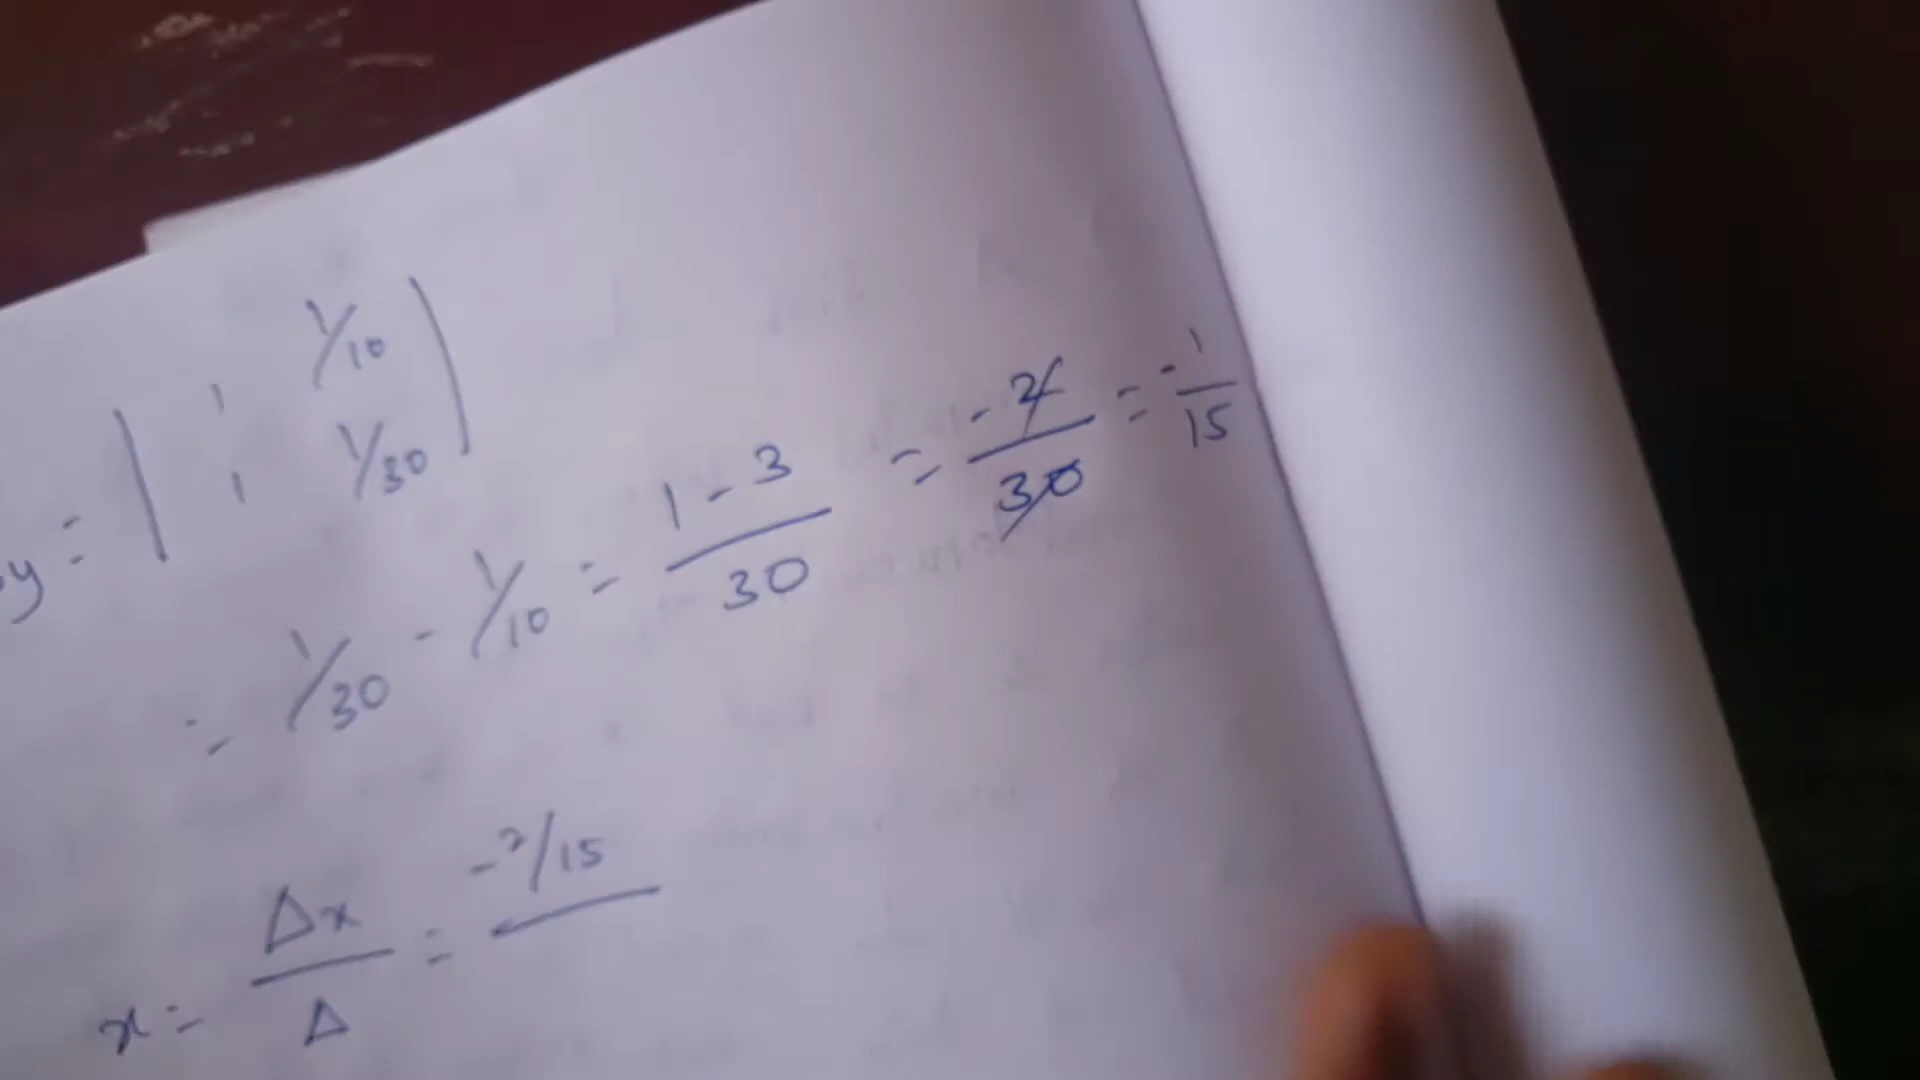 y = | 1 1/10 |
| 1 1/30 |
= 1/30 - 1/10 = (1 - 3)/30 = -2/30 = -1/15
x = Δx/Δ = -2/15